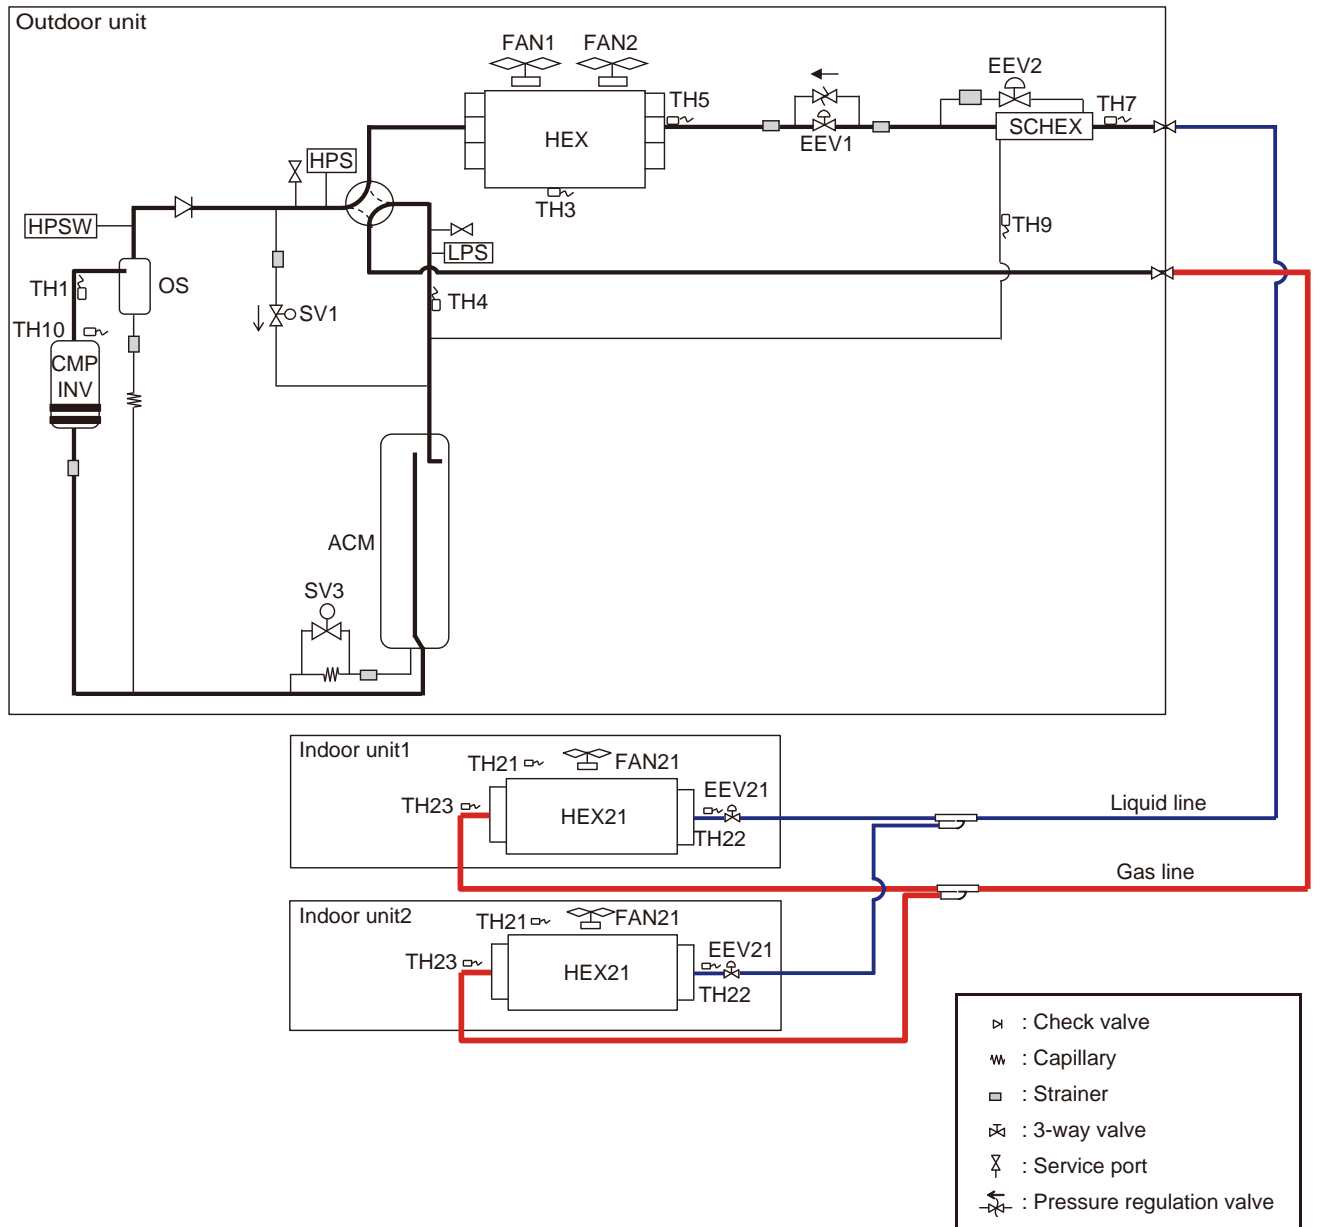 Outdoor unit
FAN1
FAN2
EEV2
TH5
TH7
HEX
EEV1
SCHEX
HPS
TH3
HPSW
LPS
TH9
TH1
OS
TH4
SV1
TH10
CMP
INV
ACM
SV3
Indoor unit1
TH21
FAN21
TH23
HEX21
EEV21
TH22
Liquid line
Gas line
Indoor unit2
TH21
FAN21
TH23
HEX21
EEV21
TH22
: Check valve
: Capillary
: Strainer
: 3-way valve
: Service port
: Pressure regulation valve